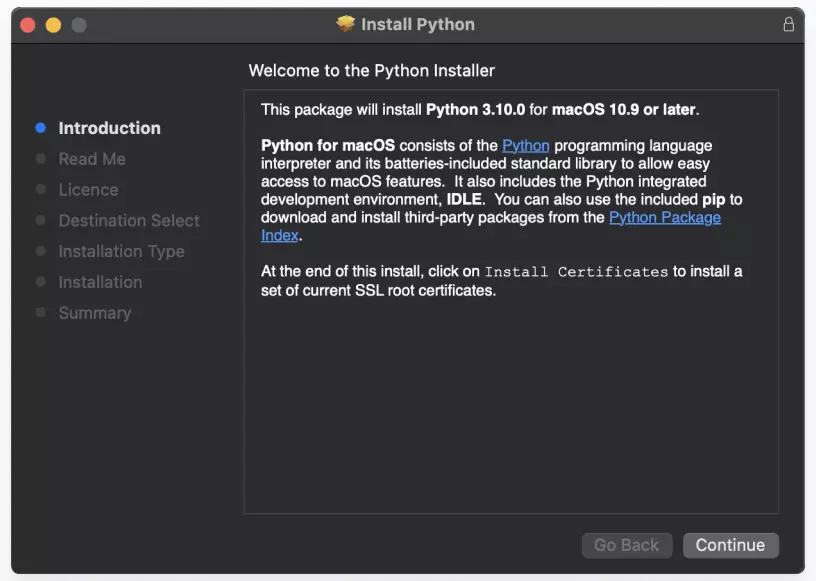 Install Python
Welcome to the Python Installer
Introduction
Read Me
Licence
Destination Select
Installation Type
Installation
Summary
This package will install Python 3.10.0 for macOS 10.9 or later.
Python for macOS consists of the Python programming language
interpreter and its batteries-included standard library to allow easy
access to macOS features.  It also includes the Python integrated
development environment, IDLE.  You can also use the included pip to
download and install third-party packages from the Python Package
Index.
At the end of this install, click on Install Certificates to install a
set of current SSL root certificates.
Go Back
Continue